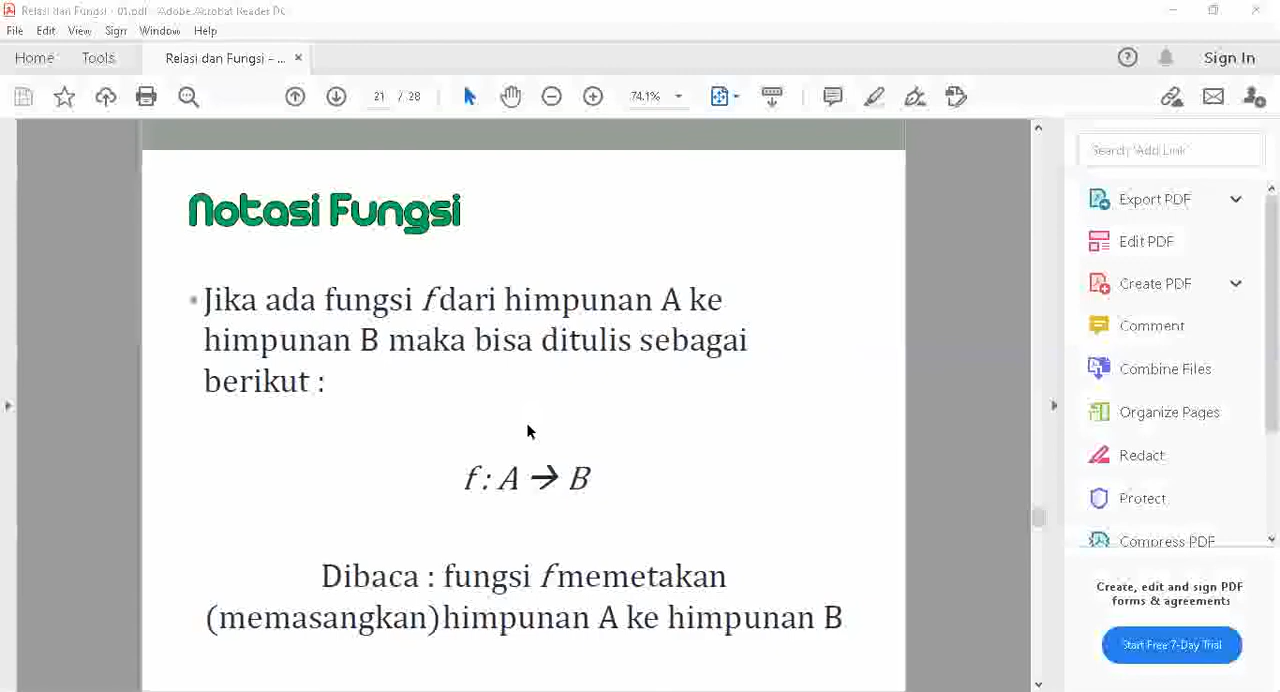 Relasi dan Fungsi - 01.pdf - Adobe Acrobat Reader DC
File Edit View Sign Window Help
Home Tools Relasi dan Fungsi – ... × Sign In
21 / 28 74.1%
Notasi Fungsi
• Jika ada fungsi f dari himpunan A ke
himpunan B maka bisa ditulis sebagai
berikut :
f : A → B
Dibaca : fungsi f memetakan
(memasangkan)himpunan A ke himpunan B
Search 'Add Link'
Export PDF
Edit PDF
Create PDF
Comment
Combine Files
Organize Pages
Redact
Protect
Compress PDF
Create, edit and sign PDF
forms & agreements
Start Free 7-Day Trial